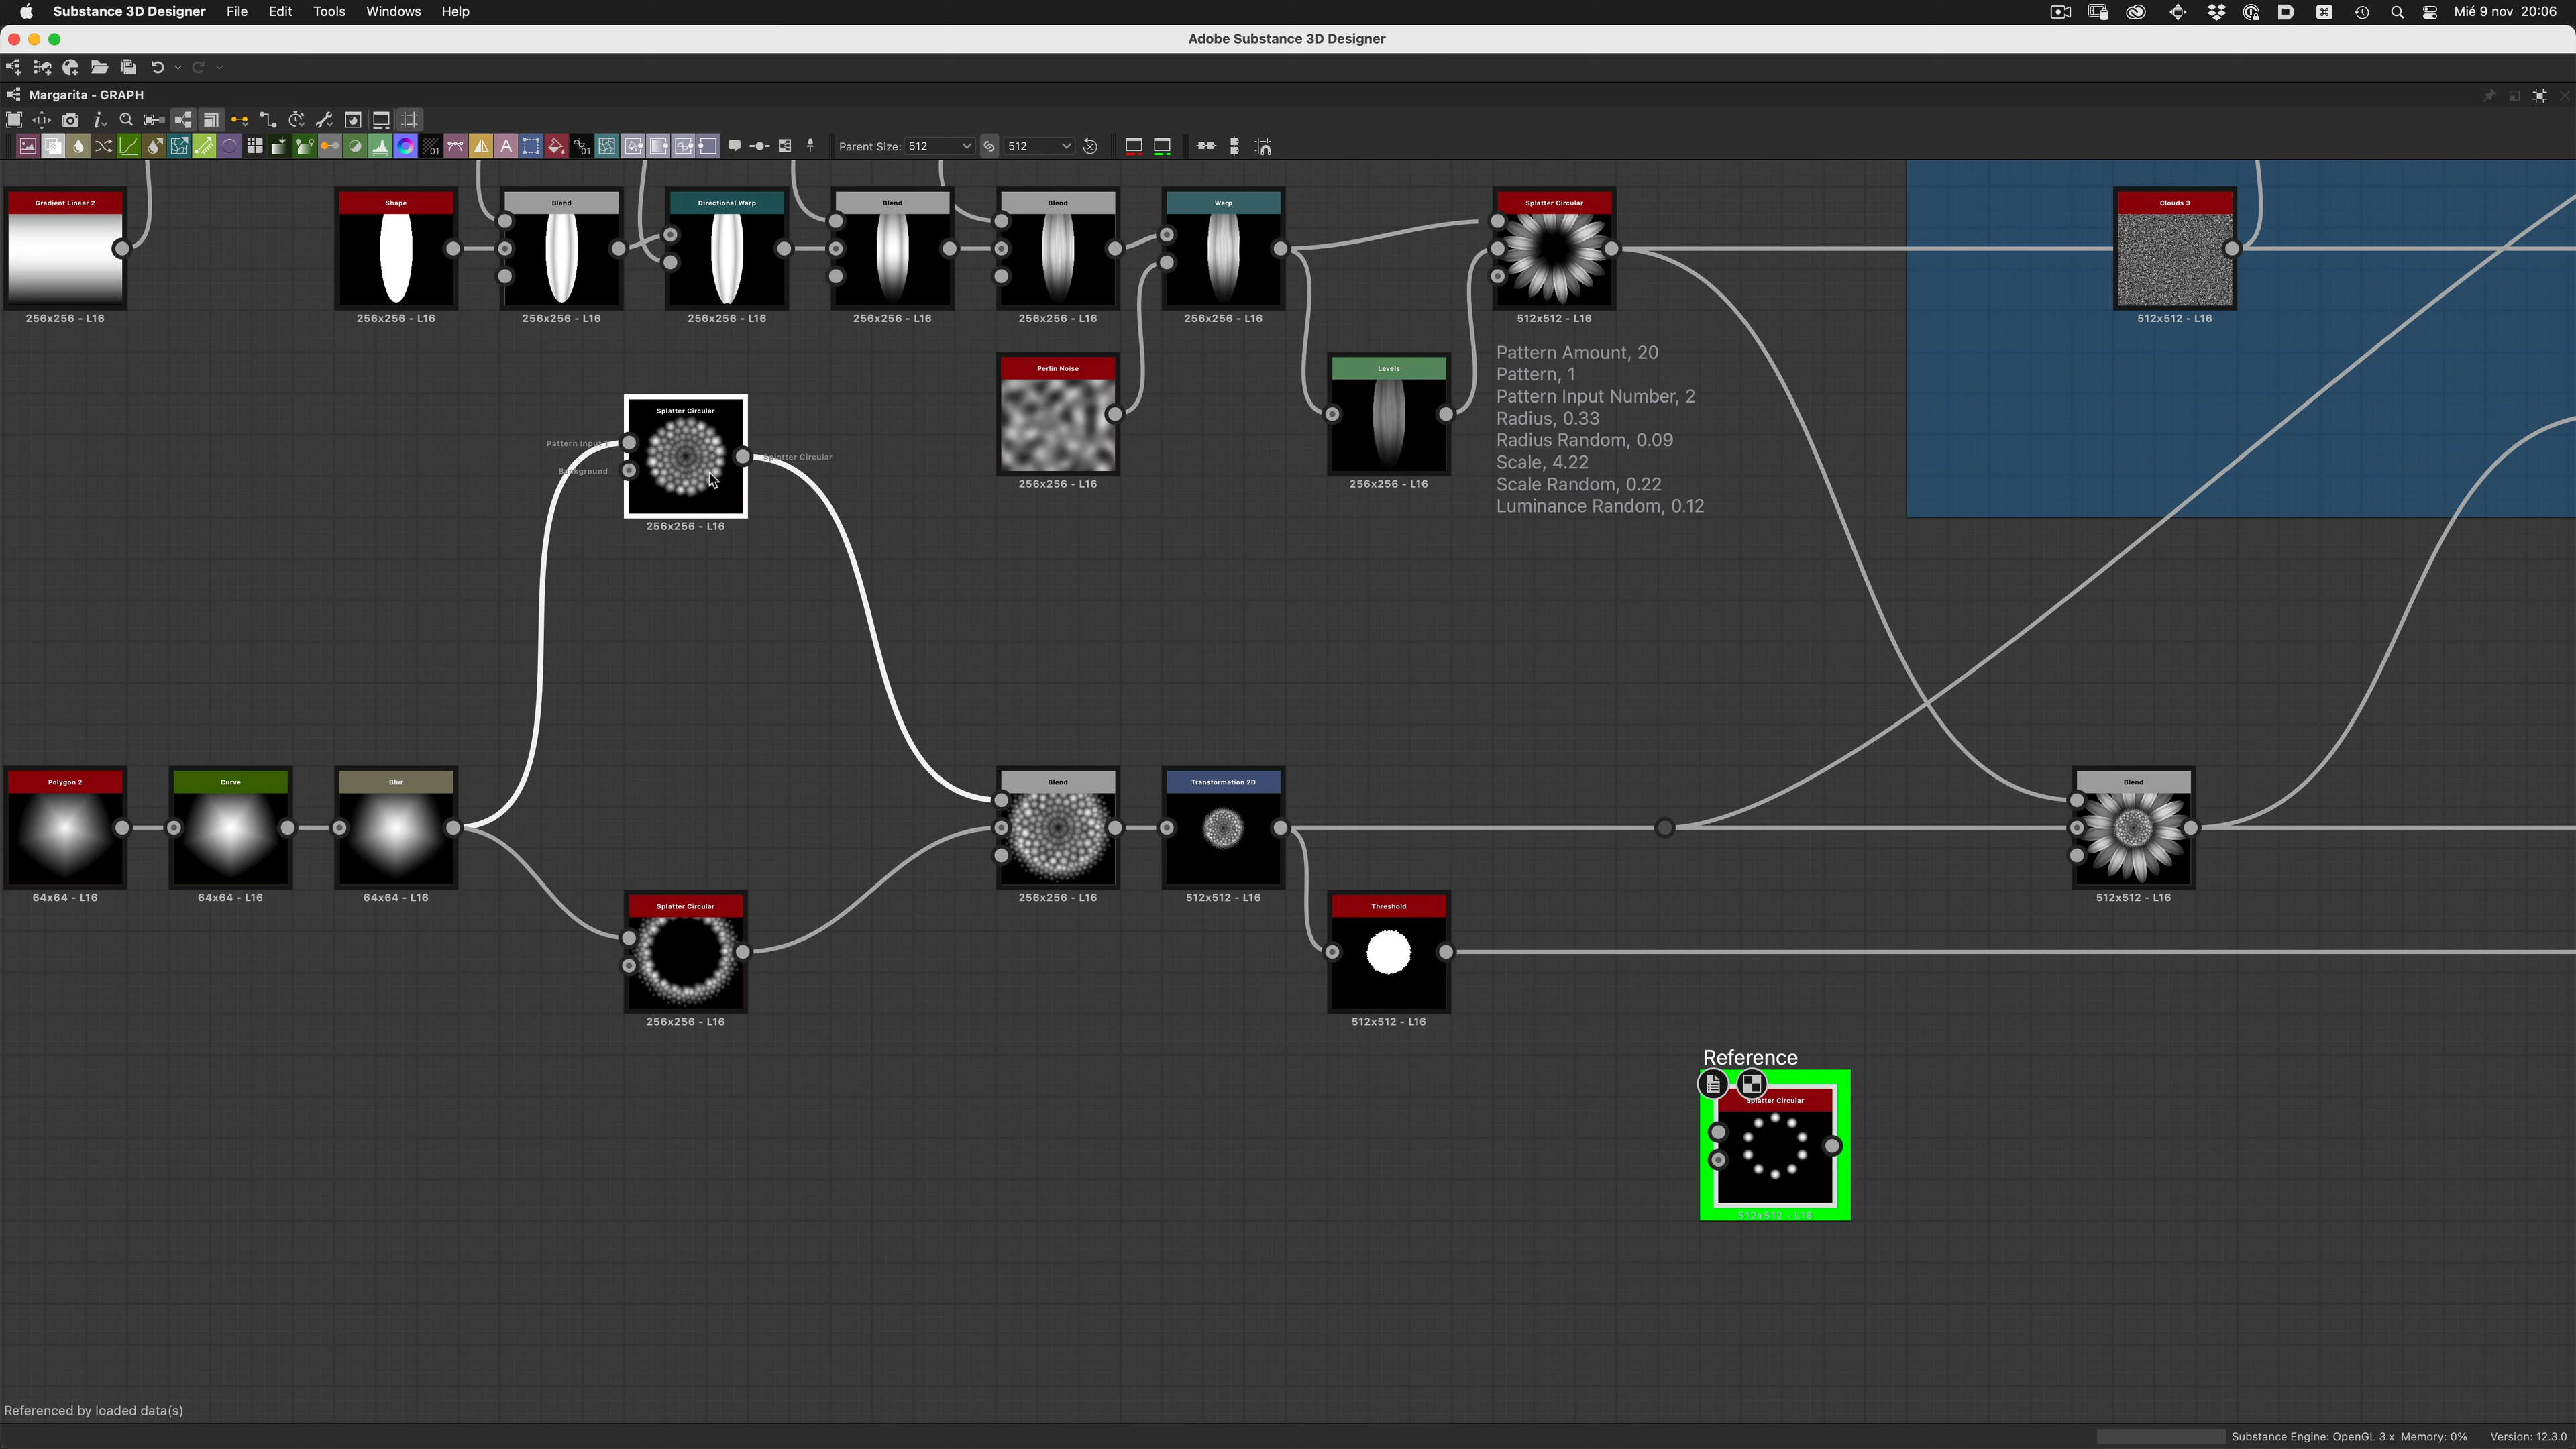 Substance 3D Designer File Edit Tools Windows Help
Mié 9 nov 20:06
Adobe Substance 3D Designer
Margarita - GRAPH
Parent Size: 512 512
Gradient Linear 2
256x256 - L16
Shape
256x256 - L16
Blend
256x256 - L16
Directional Warp
256x256 - L16
Blend
256x256 - L16
Blend
256x256 - L16
Warp
256x256 - L16
Splatter Circular
512x512 - L16
Clouds 3
512x512 - L16
Perlin Noise
256x256 - L16
Levels
256x256 - L16
Pattern Amount, 20
Pattern, 1
Pattern Input Number, 2
Radius, 0.33
Radius Random, 0.09
Scale, 4.22
Scale Random, 0.22
Luminance Random, 0.12
Splatter Circular
Pattern Input
Background
Splatter Circular
256x256 - L16
Polygon 2
64x64 - L16
Curve
64x64 - L16
Blur
64x64 - L16
Splatter Circular
256x256 - L16
Blend
256x256 - L16
Transformation 2D
512x512 - L16
Threshold
512x512 - L16
Blend
512x512 - L16
Reference
Splatter Circular
512x512 - L16
Referenced by loaded data(s)
Substance Engine: OpenGL 3.x Memory: 0% Version: 12.3.0